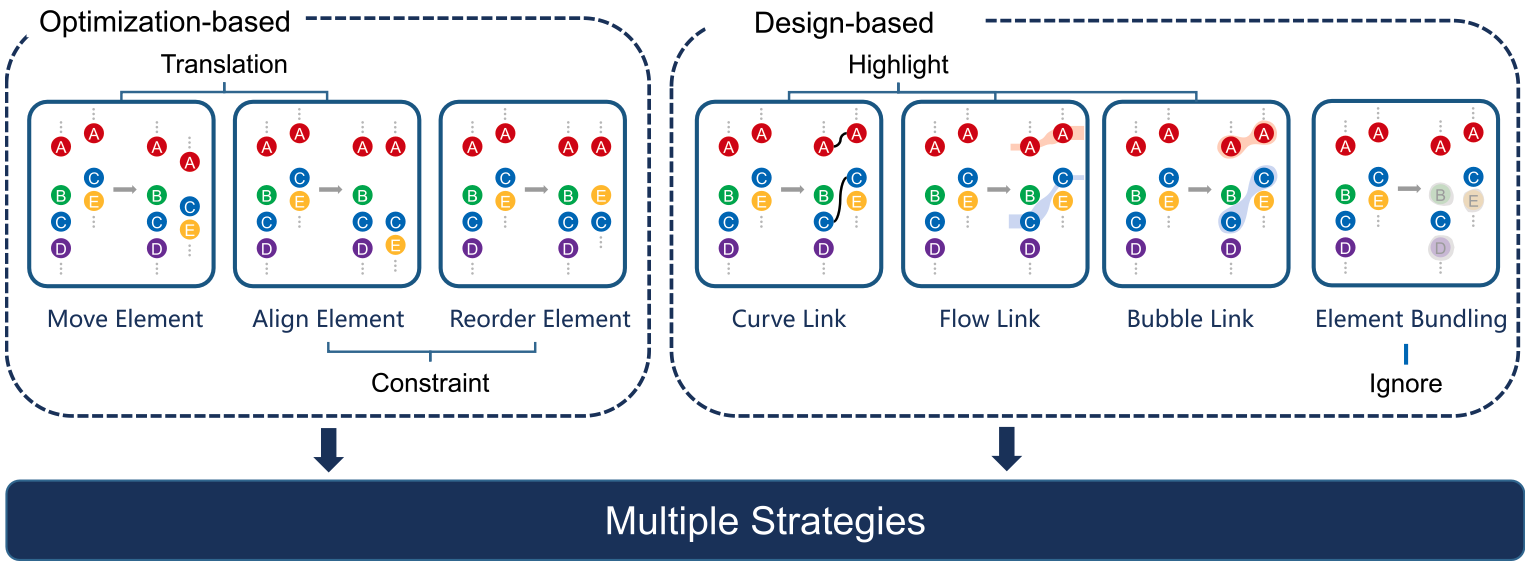 Optimization-based
Design-based
Translation
Highlight
A A A A
B C B C
C E C E
D D
A A A A
B C B C
C E C E
D D
A A A A
B C B E
C E C C
D D
A A A A
B C B C
C E C E
D D
A A A A
B C B C
C E C E
D D
A A A A
B C B C
C E C E
D D
A A A A
B C B C
C E C E
D D
Move Element
Align Element
Reorder Element
Curve Link
Flow Link
Bubble Link
Element Bundling
Constraint
Ignore
Multiple Strategies